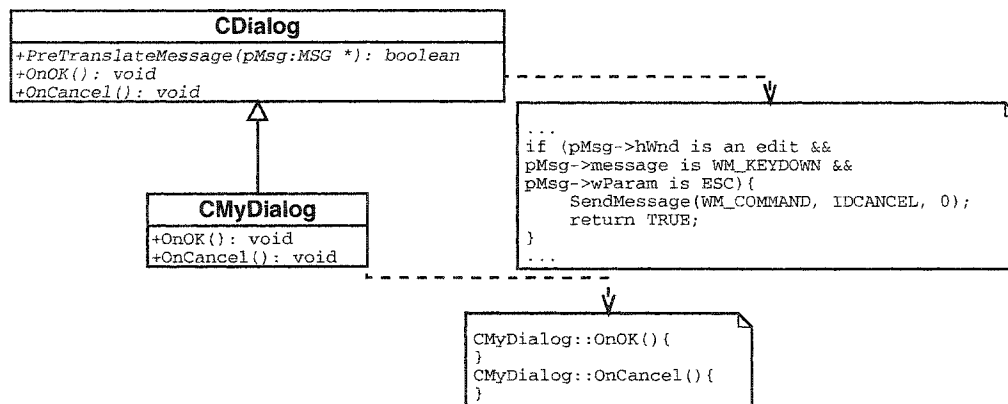 CDialog
+PreTranslateMessage(pMsg:MSG *): boolean
+OnOK(): void
+OnCancel(): void
...
if (pMsg->hWnd is an edit &&
pMsg->message is WM_KEYDOWN &&
pMsg->wParam is ESC){
    SendMessage(WM_COMMAND, IDCANCEL, 0);
    return TRUE;
}
...
CMyDialog
+OnOK(): void
+OnCancel(): void
CMyDialog::OnOK(){
}
CMyDialog::OnCancel(){
}